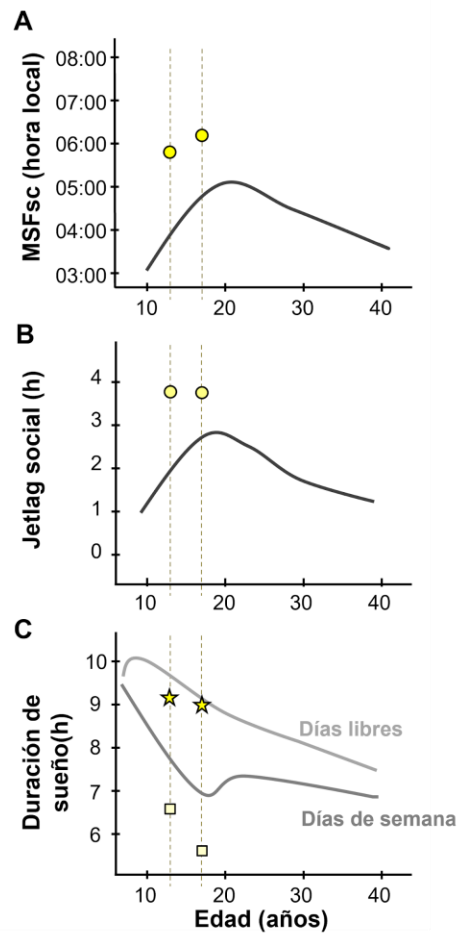 A
MSFsc (hora local)
08:00
07:00
06:00
05:00
04:00
03:00
10 20 30 40
B
Jetlag social (h)
4
3
2
1
0
10 20 30 40
C
Duración de
sueño(h)
10
9
8
7
6
Días libres
Días de semana
10 20 30 40
Edad (años)